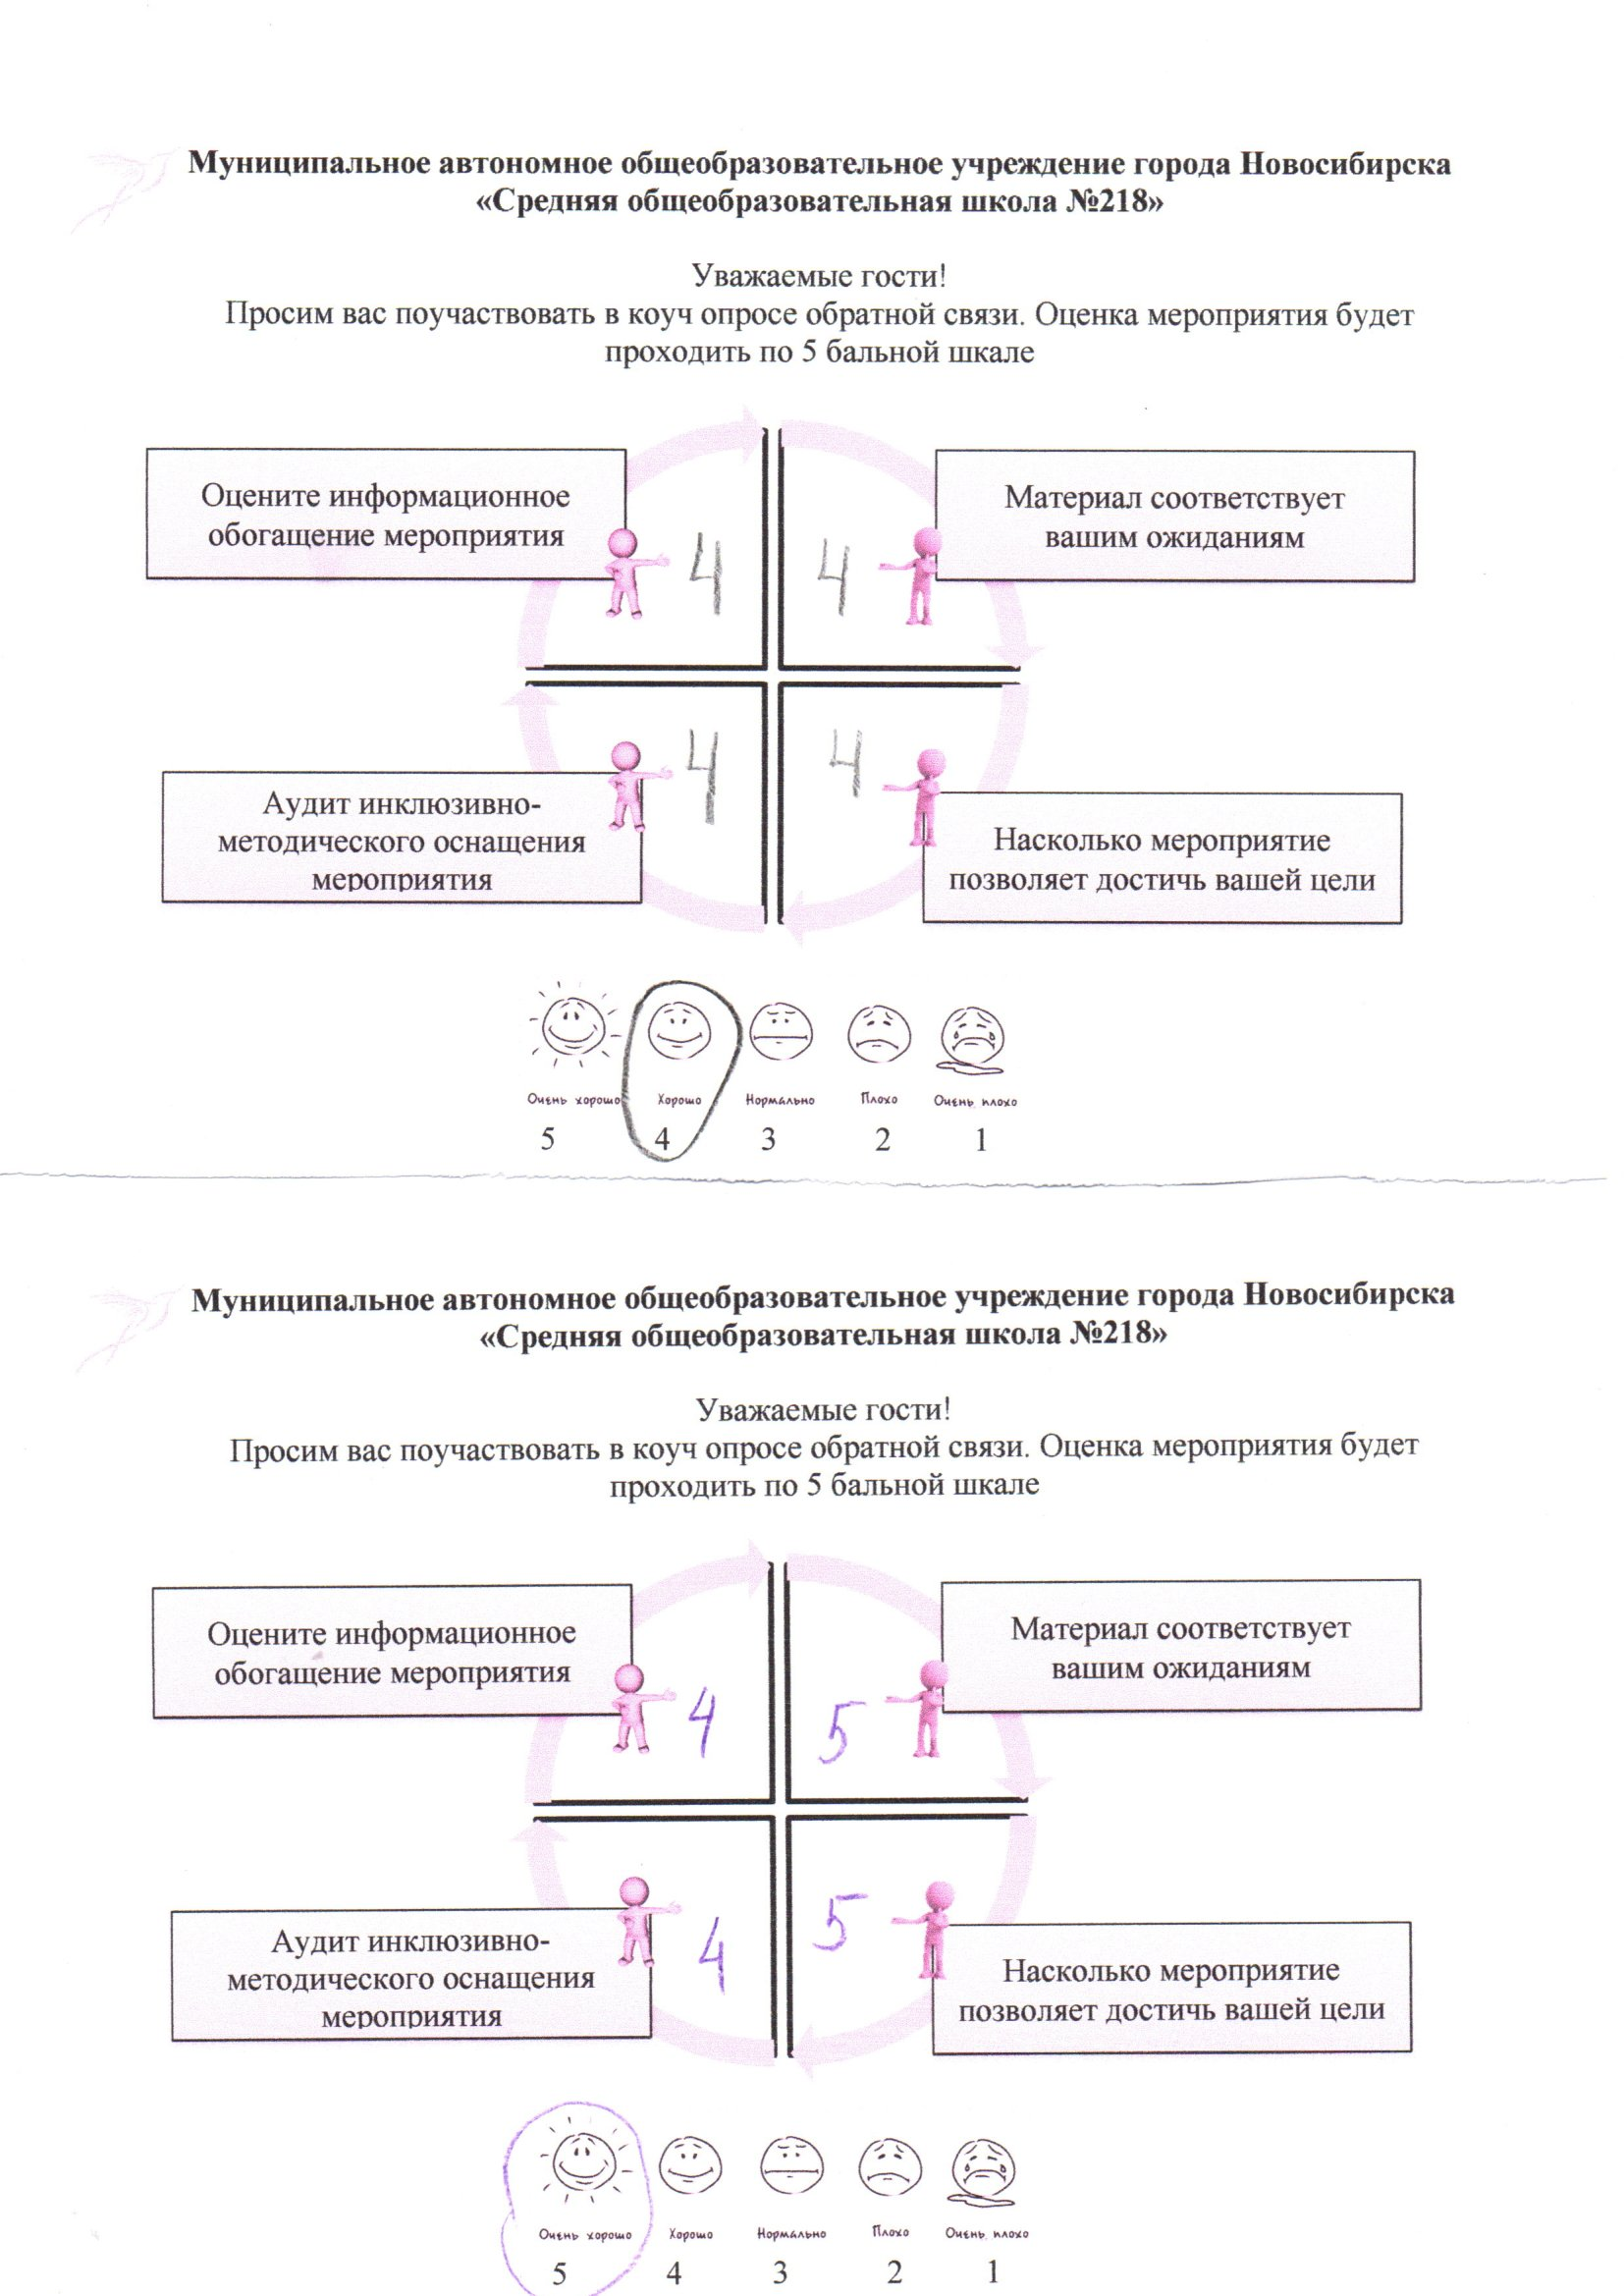 Муниципальное автономное общеобразовательное учреждение города Новосибирска
«Средняя общеобразовательная школа №218»
Уважаемые гости!
Просим вас поучаствовать в коуч опросе обратной связи. Оценка мероприятия будет
проходить по 5 бальной шкале
Оцените информационное
обогащение мероприятия
4
4
Материал соответствует
вашим ожиданиям
Аудит инклюзивно-
методического оснащения
мероприятия
4
4
Насколько мероприятие
позволяет достичь вашей цели
Очень хорошо Хорошо Нормально Плохо Очень плохо
5 4 3 2 1
Муниципальное автономное общеобразовательное учреждение города Новосибирска
«Средняя общеобразовательная школа №218»
Уважаемые гости!
Просим вас поучаствовать в коуч опросе обратной связи. Оценка мероприятия будет
проходить по 5 бальной шкале
Оцените информационное
обогащение мероприятия
4
5
Материал соответствует
вашим ожиданиям
Аудит инклюзивно-
методического оснащения
мероприятия
4
5
Насколько мероприятие
позволяет достичь вашей цели
Очень хорошо Хорошо Нормально Плохо Очень плохо
5 4 3 2 1